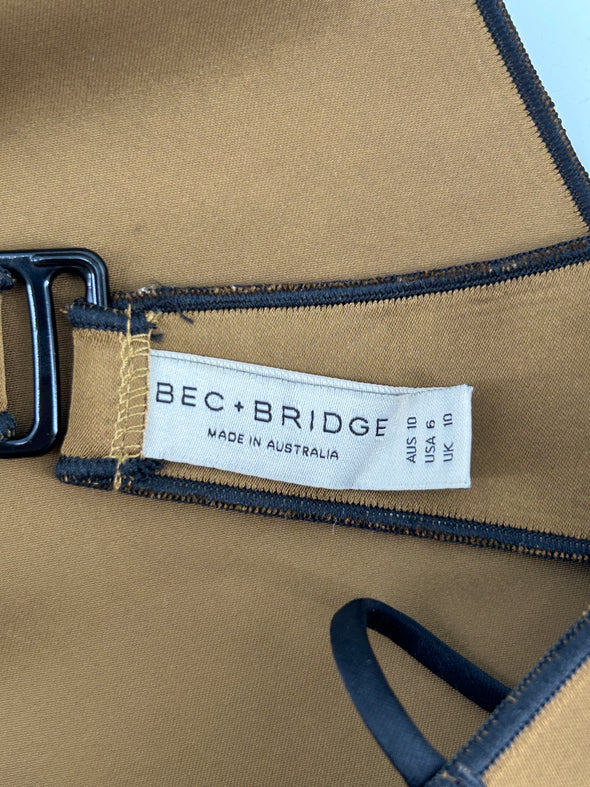 BEC+BRIDGE
MADE IN AUSTRALIA
AUS 10
USA 6
UK 10